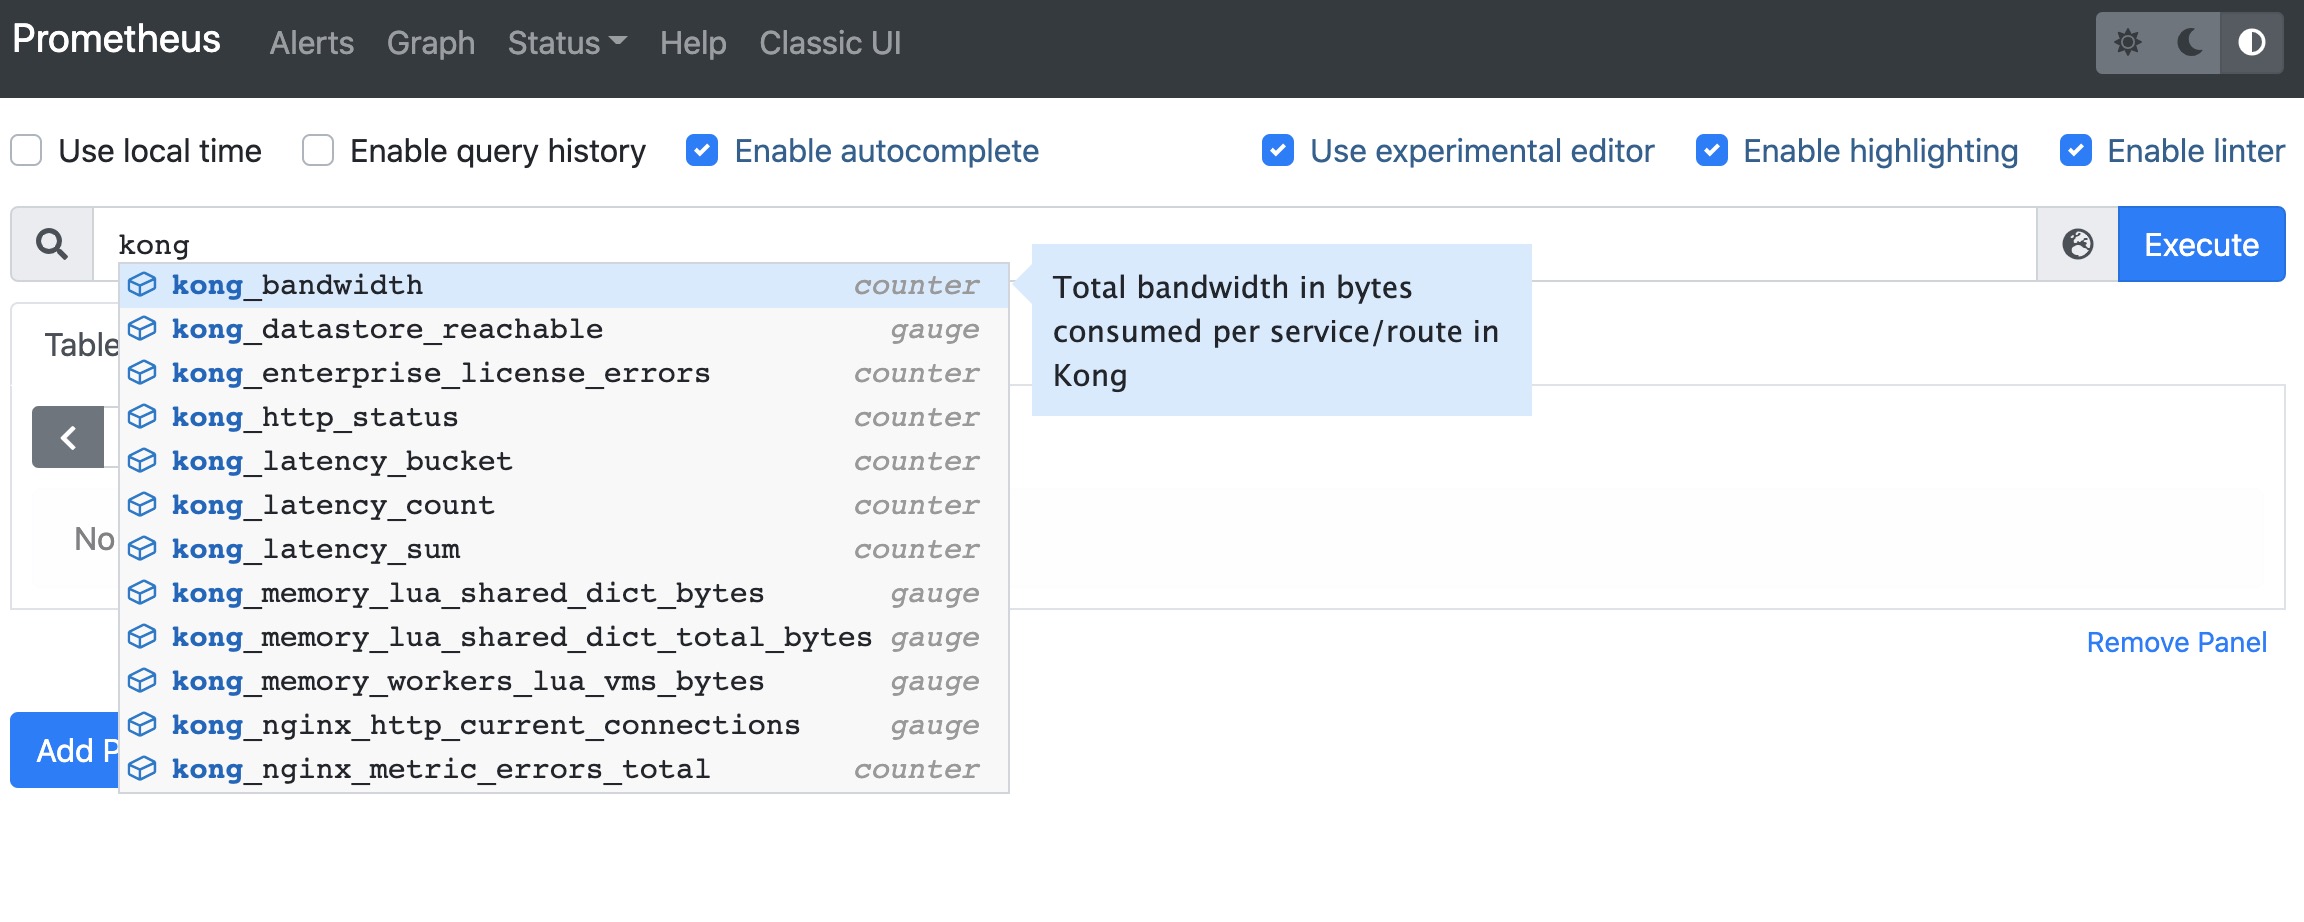 Prometheus Alerts Graph Status Help Classic UI
Use local time Enable query history Enable autocomplete Use experimental editor Enable highlighting Enable linter
kong
Execute
kong_bandwidth counter
kong_datastore_reachable gauge
kong_enterprise_license_errors counter
kong_http_status counter
kong_latency_bucket counter
kong_latency_count counter
kong_latency_sum counter
kong_memory_lua_shared_dict_bytes gauge
kong_memory_lua_shared_dict_total_bytes gauge
kong_memory_workers_lua_vms_bytes gauge
kong_nginx_http_current_connections gauge
kong_nginx_metric_errors_total counter
Total bandwidth in bytes
consumed per service/route in
Kong
Table
No
Remove Panel
Add P